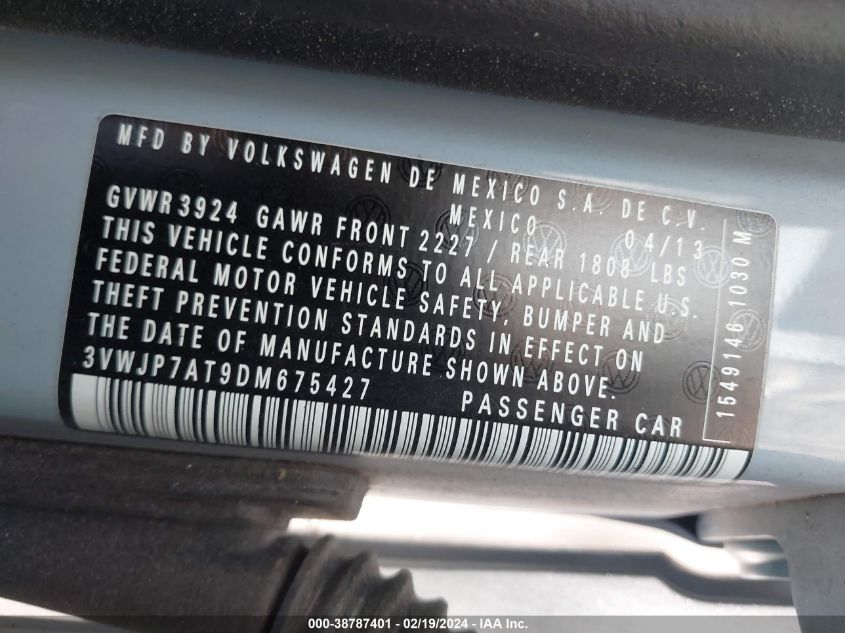 MFD BY VOLKSWAGEN DE MEXICO S.A. DE C.V.
MEXICO 04/13
GVWR 3924 GAWR FRONT 2227 / REAR 1808 LBS
THIS VEHICLE CONFORMS TO ALL APPLICABLE U.S.
FEDERAL MOTOR VEHICLE SAFETY, BUMPER AND
THEFT PREVENTION STANDARDS IN EFFECT ON
THE DATE OF MANUFACTURE SHOWN ABOVE.
3VWJP7AT9DM675427 PASSENGER CAR
1549146 1030 M
000-38787401 - 02/19/2024 - IAA Inc.